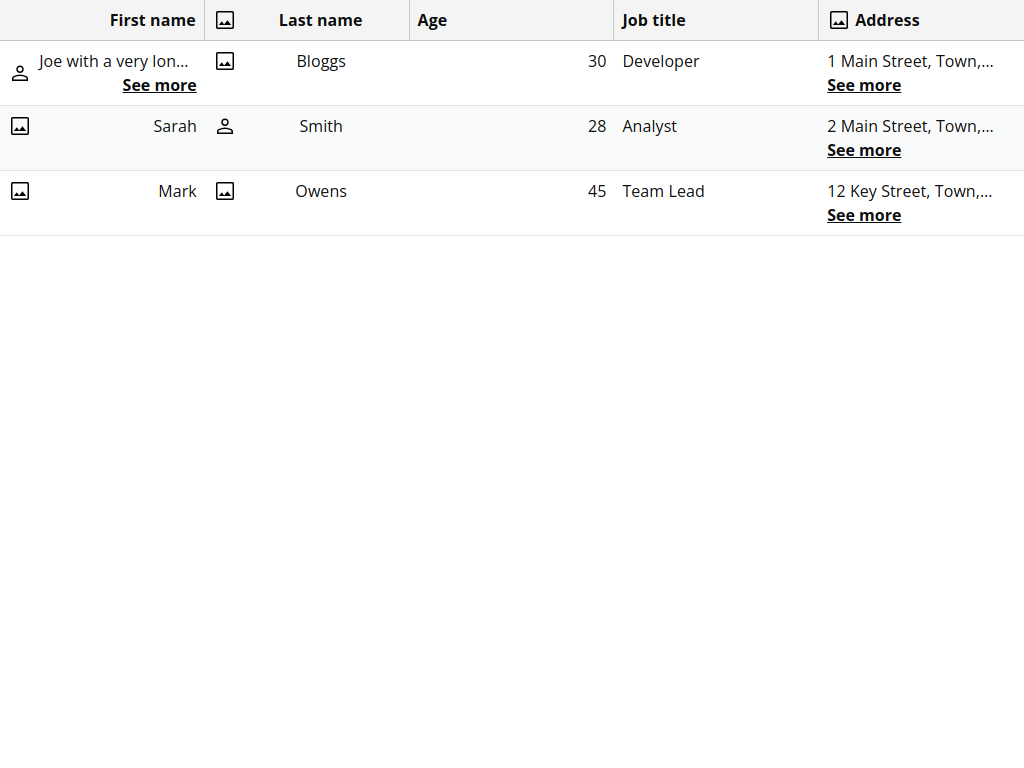 First name Last name Age Job title Address
Joe with a very lon... Bloggs 30 Developer 1 Main Street, Town,...
See more See more
Sarah Smith 28 Analyst 2 Main Street, Town,...
See more
Mark Owens 45 Team Lead 12 Key Street, Town,...
See more